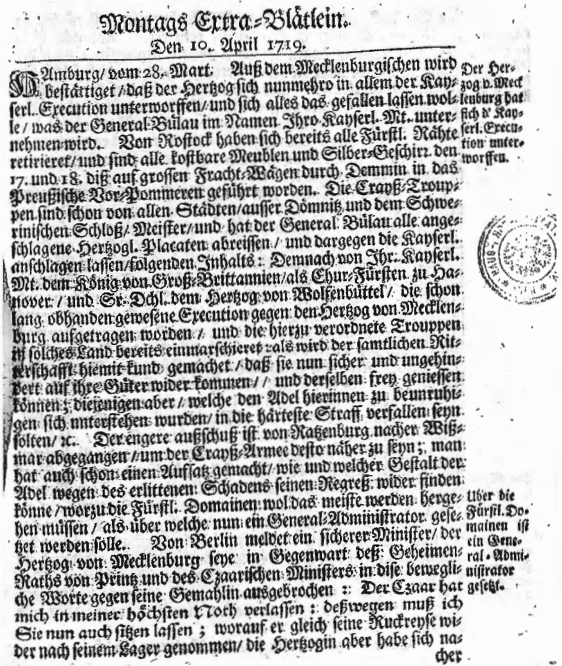 Montags Extra-Blätlein.
Den 10. April 1719.
HAmburg / vom 28. Mart. Auß dem Mecklenburgischen wird
bestättiget / daß der Hertzog sich nunmehro in allem der Kay-
serl. Execution unterworffen / und sich alles das gefallen lassen wol-
le / was der General Bülau im Namen Ihro Kayserl. Mt. unter-
nehmen wird. Von Rostock haben sich bereits alle Fürstl. Rähte
retirieret / und sind alle kostbare Meublen und Silber-Geschirz den
17. und 18. diß auf grossen Fracht-Wägen durch Demmin in das
Preußische Vor-Pommeren geführt worden. Die Crayß-Troup-
pen sind schon von allen Städten / ausser Dömnitz und dem Schwe-
rinischen Schloß / Meister / und hat der General Bülau alle ange-
schlagene Hertzogl. Placaten abreissen / und dargegen die Kayserl.
anschlagen lassen / folgenden Inhalts: Demnach von Ihr. Kayserl.
Mt. dem König von Groß-Brittannien / als Chur-Fürsten zu Ha-
nover / und Sr. Dchl. dem Hertzog von Wolfenbüttel / die schon
lang obhanden gewesene Execution gegen den Hertzog von Mecklen-
burg aufgetragen worden / und die hierzu verordnete Trouppen
in solches Land bereits einmarschieret: als wird der samtlichen Rit-
terschafft hiemit kund gemachet / daß sie nun sicher und ungehin-
dert auf ihre Güter wider kommen / / und derselben frey geniessen
können; diejenigen aber / welche den Adel hierinnen zu beunruhi-
gen sich unterstehen wurden / in die härteste Straff verfallen seyn
solten / ꝛc. Der engere außschuß ist von Ratzenburg nacher Wiß-
mar abgegangen / um der Crayß-Armee desto näher zu seyn; man
hat auch schon einen Aufsatz gemacht / wie und welcher Gestalt der
Adel wegen des erlittenen Schadens seinen Regreß wider finden
könne / worzu die Fürstl. Domainen wol das meiste werden herge-
hen müssen / als über welche nun ein General-Administrator gese-
tzet werden solle. Von Berlin meldet ein sicherer Minister / der
Hertzog von Mecklenburg seye in Gegenwart deß Geheimen-
Raths von Printz und des Czaarischen Ministers in dise bewegli-
che Worte gegen seine Gemahlin ausgebrochen: Der Czaar hat
mich in meiner höchsten Noth verlassen: deßwegen muß ich
Sie nun auch sitzen lassen; worauf er gleich seine Ruckreyse wi-
der nach seinem Lager genommen / die Hertzogin aber habe sich na-
cher
Der Her-
zog v. Meck
lenburg hat
sich d' Kay-
serl. Execu-
tion unter-
worffen.
Uber die
Fürstl. Do-
mainen ist
ein Gene-
ral-Admi-
nistrator
gesetzt.